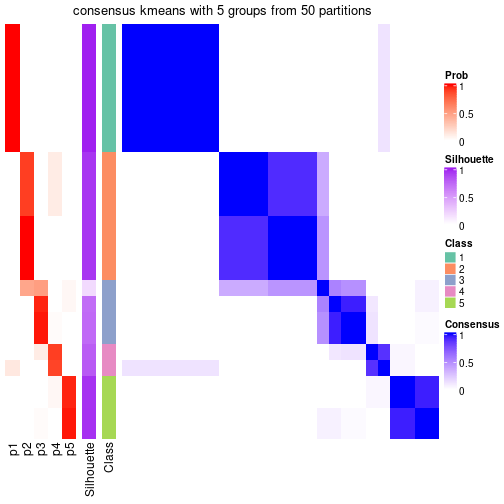 consensus kmeans with 5 groups from 50 partitions
Prob
1
0.5
0
Silhouette
1
0.5
0
Class
1
2
3
4
5
Consensus
1
0.5
0
p1
p2
p3
p4
p5
Silhouette
Class